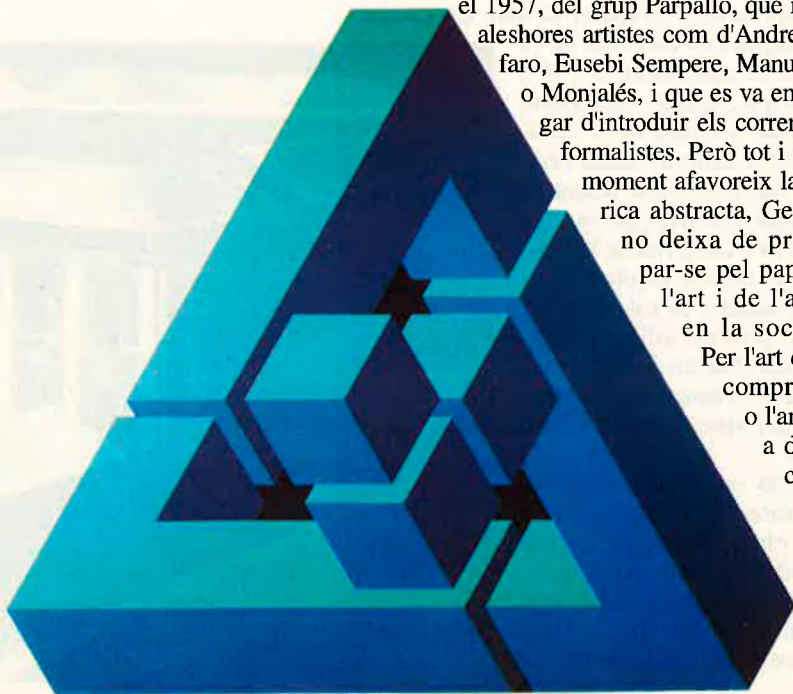 el 1957, del grup Parpalló, que
aleshores artistes com d'Andre
faro, Eusebi Sempere, Manu
o Monjalés, i que es va en
gar d'introduir els correr
formalistes. Però tot i
moment afavoreix la
rica abstracta, Ge
no deixa de pr
par-se pel pap
l'art i de l'a
en la soc
Per l'art
compr
o l'ar
a d
c